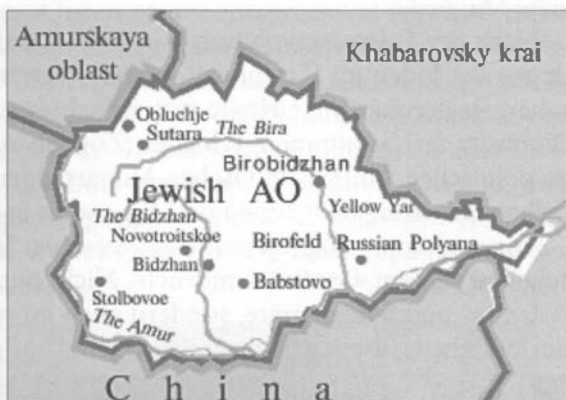 Amurskaya
oblast
Khabarovsky krai
Obluchje
Sutara
The Bira
Birobidzhan
Jewish AO
Yellow Yar
The Bidzhan
Novotroitskoe
Birofeld
Russian Polyana
Bidzhan
Babstovo
Stolbovoe
The Amur
China